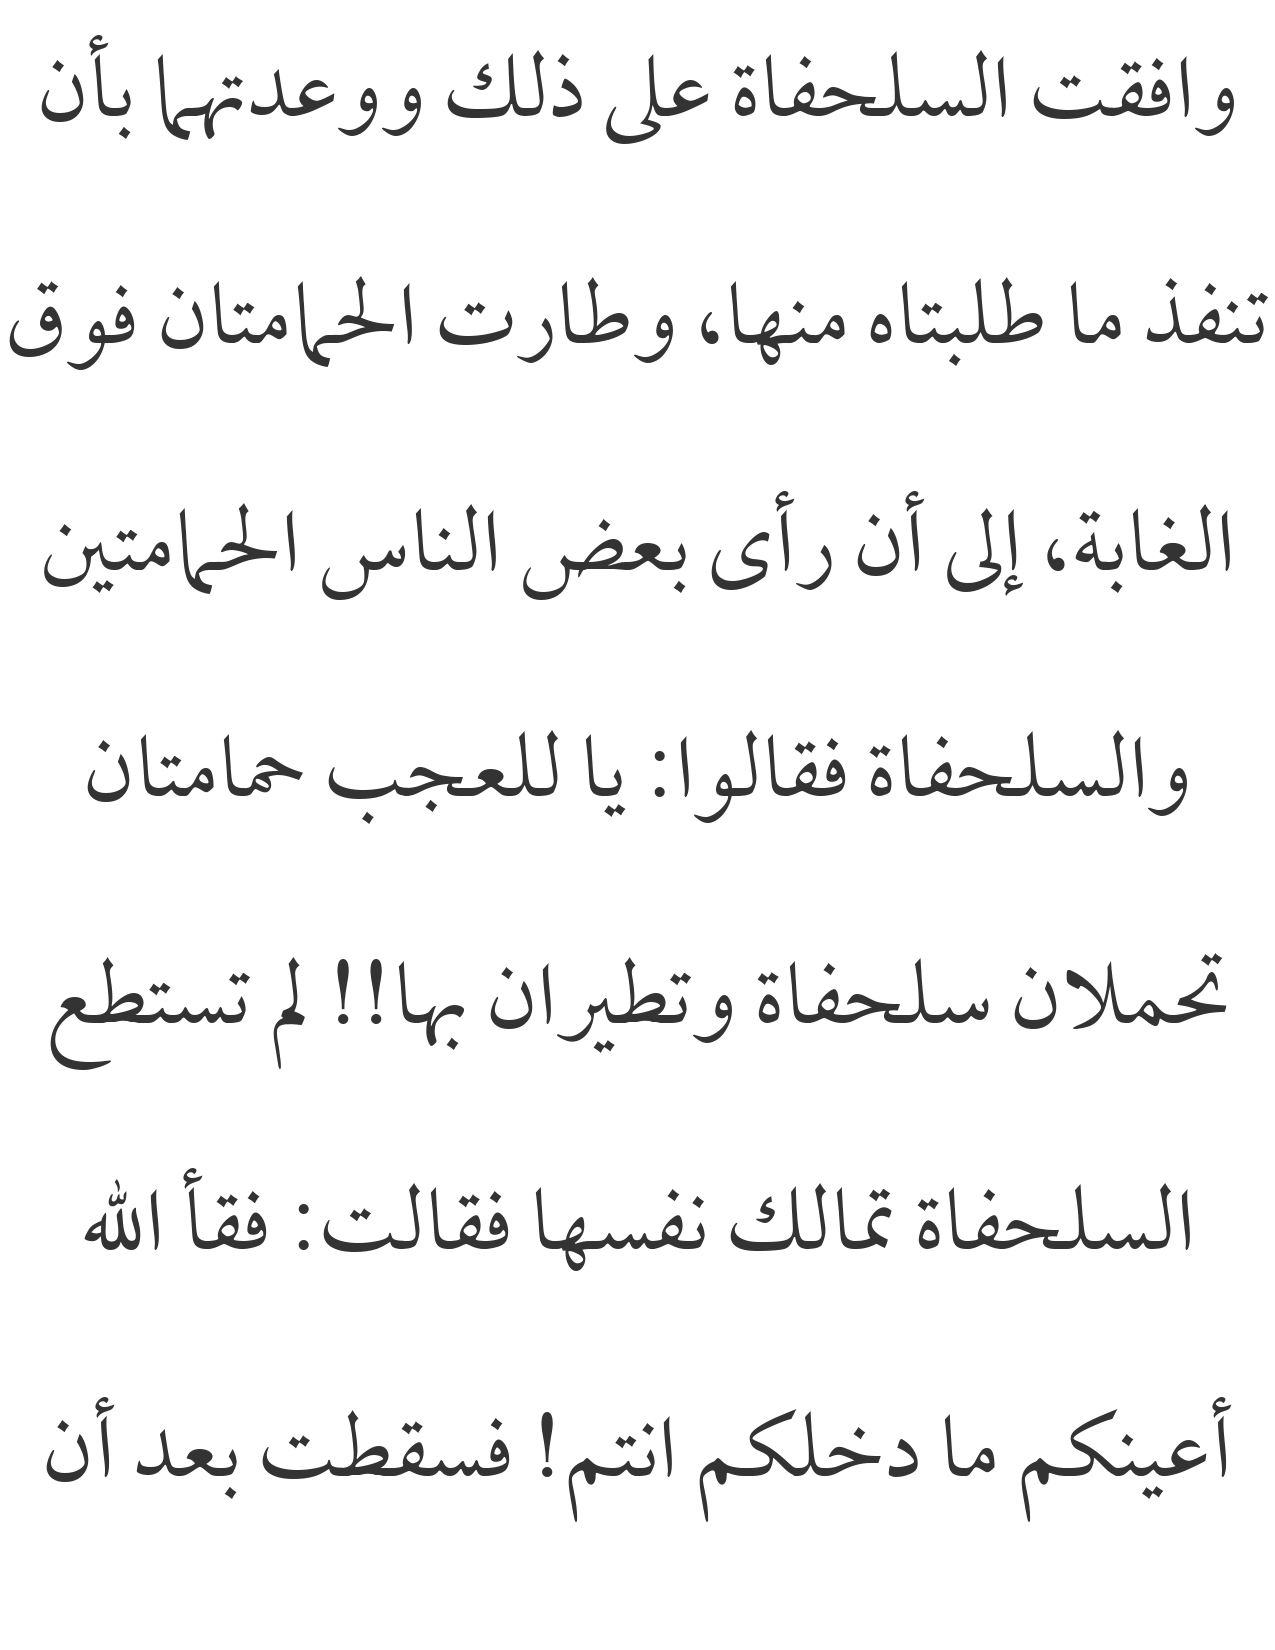 وافقت السلحفاة على ذلك ووعدتهما بأن
تنفذ ما طلبتاه منها، وطارت الحمامتان فوق
الغابة، إلى أن رأى بعض الناس الحمامتين
والسلحفاة فقالوا: يا للعجب حمامتان
تحملان سلحفاة وتطيران بها!! لم تستطع
السلحفاة تمالك نفسها فقالت: فقأ الله
أعينكم ما دخلكم انتم! فسقطت بعد أن